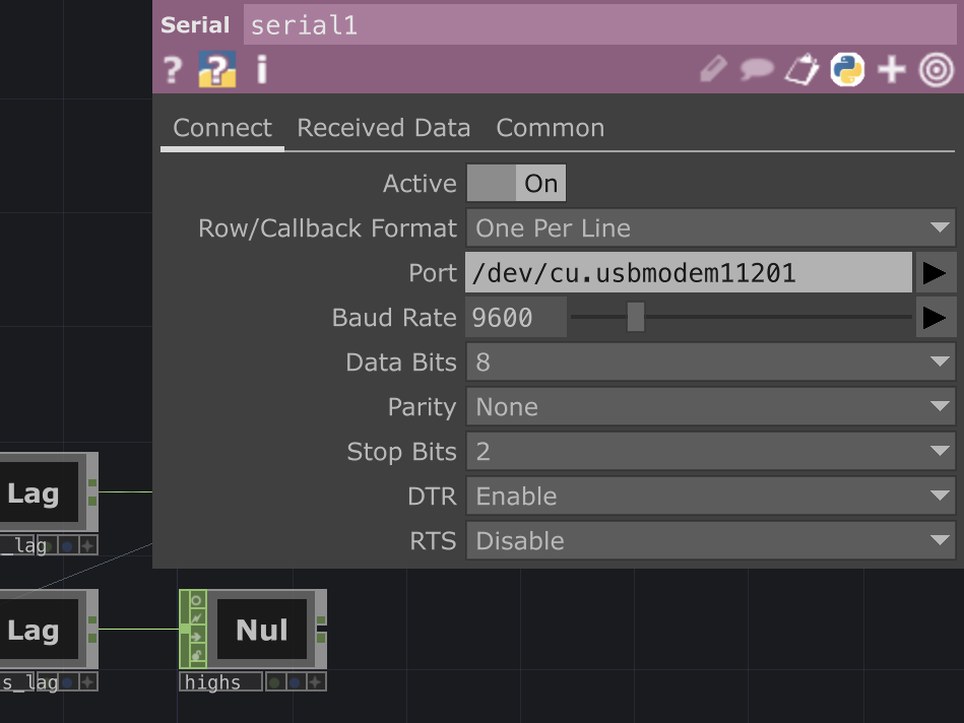 Serial serial1
? ? i
Connect Received Data Common
Active On
Row/Callback Format One Per Line
Port /dev/cu.usbmodem11201
Baud Rate 9600
Data Bits 8
Parity None
Stop Bits 2
DTR Enable
RTS Disable
Lag
_lag
Lag
s_lag
Nul
highs